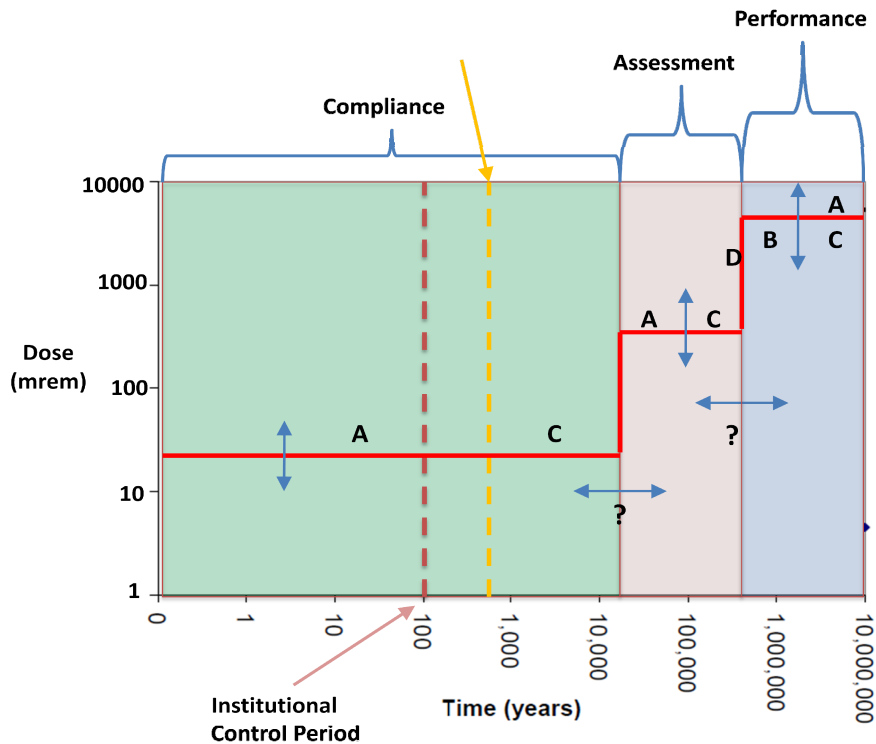 Performance
Assessment
Compliance
10000
1000
100
10
1
Dose
(mrem)
A
B
C
D
A
C
A
C
?
?
0
1
10
100
1,000
10,000
100,000
1,000,000
10,000,000
Time (years)
Institutional
Control Period